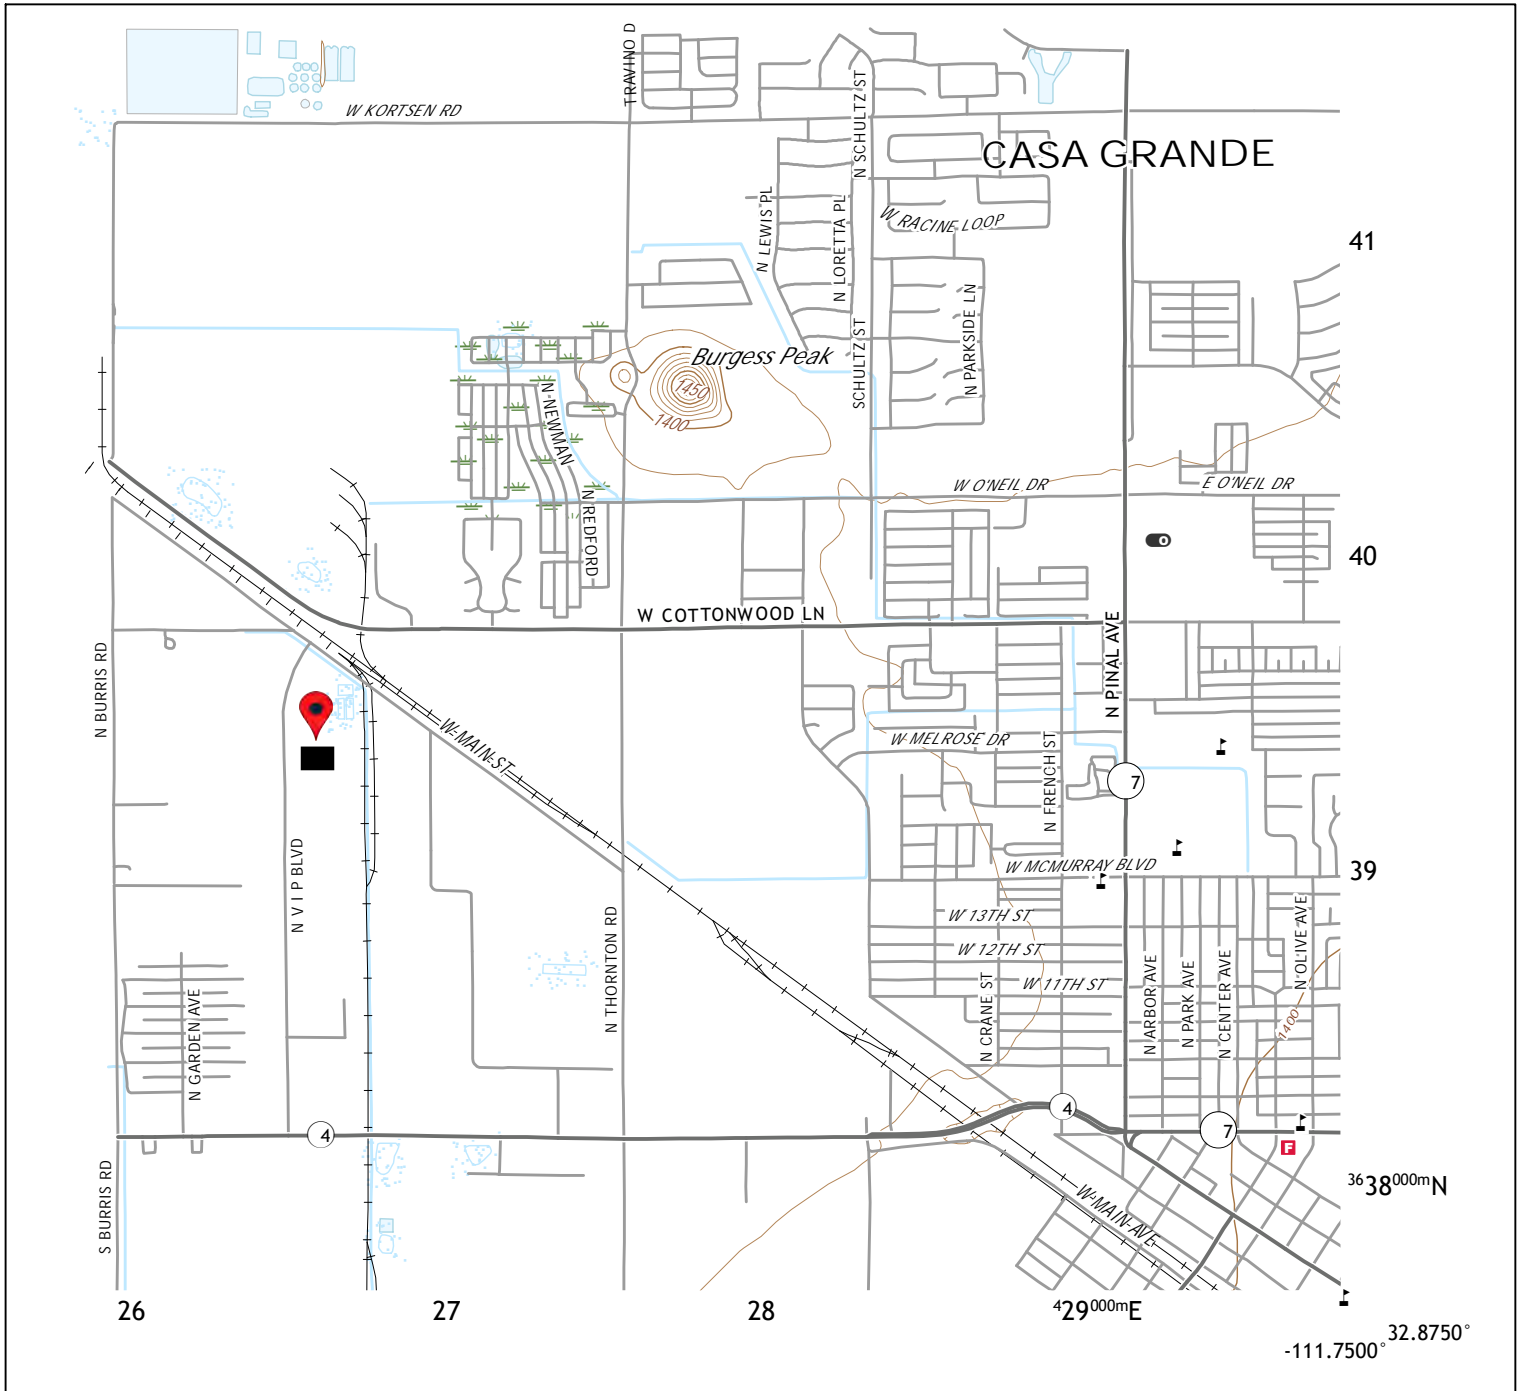 TRAVINO D
W KORTSEN RD
N SCHULTZ ST
CASA GRANDE
N LEWIS PL
N LORETTA PL
W RACINE LOOP
41
N PARKSIDE LN
SCHULTZ ST
Burgess Peak
1450
1400
N NEWMAN
N REDFORD
W O'NEIL DR
E O'NEIL DR
40
W COTTONWOOD LN
N PINAL AVE
N BURRIS RD
W MAIN ST
W MELROSE DR
N FRENCH ST
7
N V I P BLVD
W MCMURRAY BLVD
39
W 13TH ST
W 12TH ST
W 11TH ST
N CRANE ST
N THORNTON RD
N ARBOR AVE
N PARK AVE
N CENTER AVE
N OLIVE AVE
1400
N GARDEN AVE
4
4
7
F
S BURRIS RD
W MAIN AVE
3638000mN
26
27
28
429000mE
32.8750°
-111.7500°